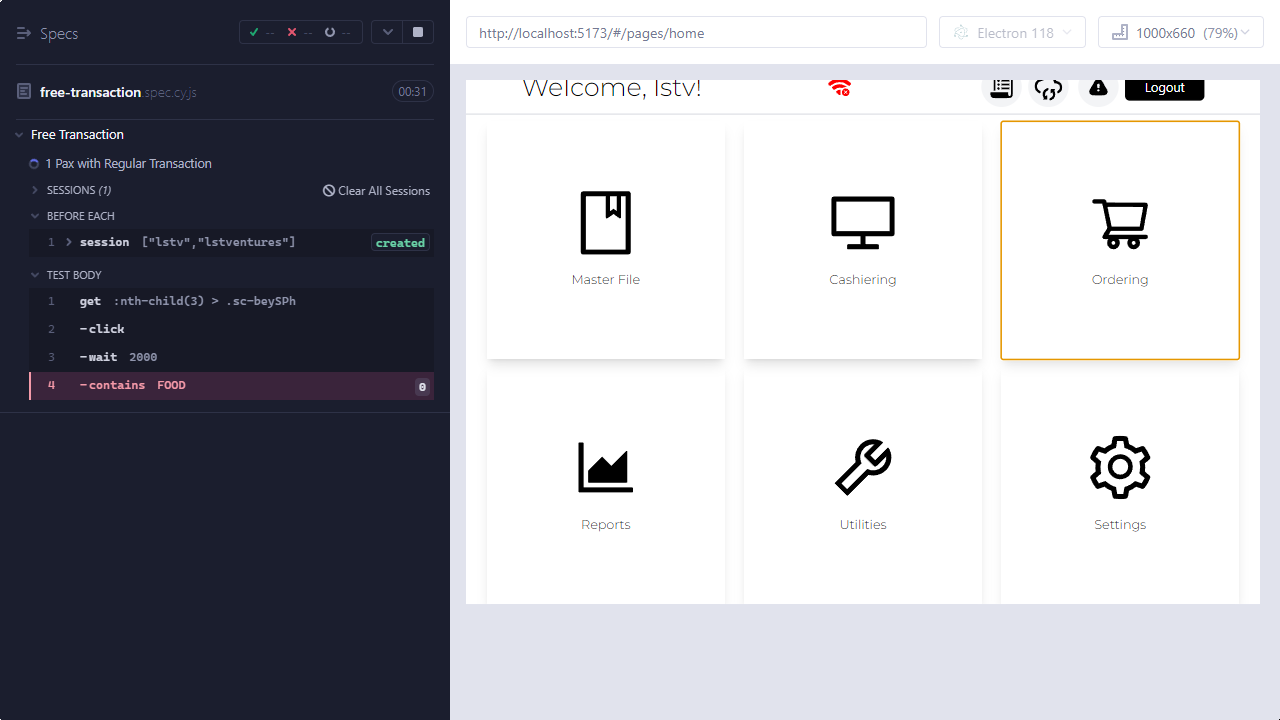 Specs
-- -- --
free-transaction.spec.cy.js 00:31
Free Transaction
1 Pax with Regular Transaction
SESSIONS (1) Clear All Sessions
BEFORE EACH
1 session ["lstv","lstventures"] created
TEST BODY
1 get :nth-child(3) > .sc-beySPh
2 -click
3 -wait 2000
4 -contains FOOD 0
http://localhost:5173/#/pages/home
Electron 118
1000x660 (79%)
Welcome, lstv!
Logout
Master File
Cashiering
Ordering
Reports
Utilities
Settings